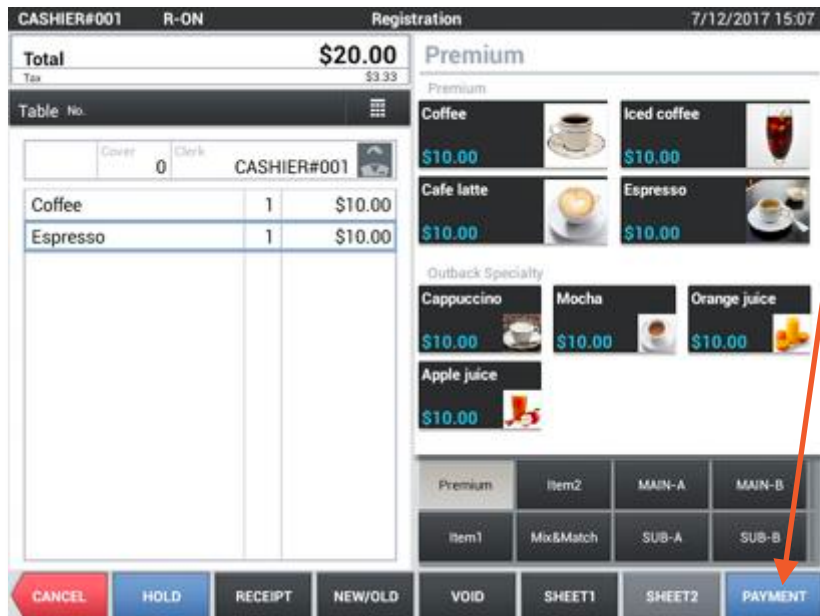 CASHIER#001 R-ON Registration 7/12/2017 15:07
Total $20.00
Tax $3.33
Table No.
Cover 0 Clerk CASHIER#001
Coffee 1 $10.00
Espresso 1 $10.00
Premium
Premium
Coffee Iced coffee
$10.00 $10.00
Cafe latte Espresso
$10.00 $10.00
Outback Specialty
Cappuccino Mocha Orange juice
$10.00 $10.00 $10.00
Apple juice
$10.00
Premium Item2 MAIN-A MAIN-B
Item1 Mix&Match SUB-A SUB-B
CANCEL HOLD RECEIPT NEW/OLD VOID SHEET1 SHEET2 PAYMENT